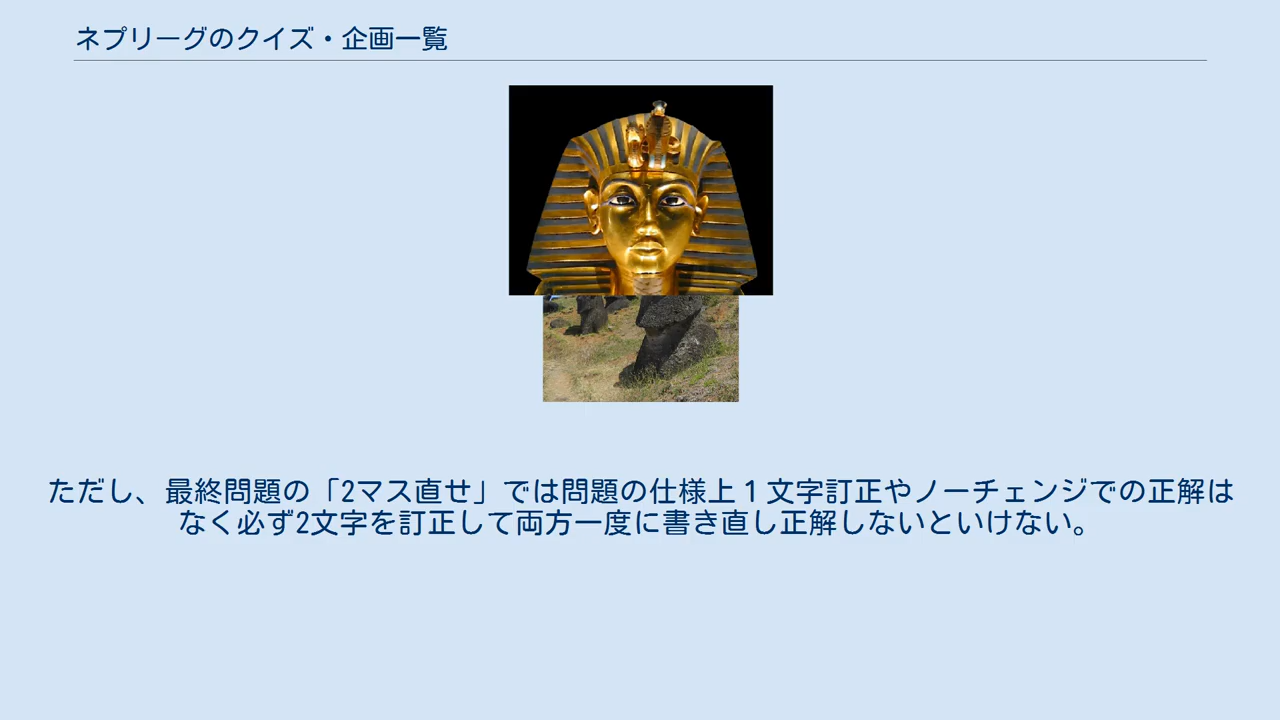 ネプリーグのクイズ・企画一覧
ただし、最終問題の「2マス直せ」では問題の仕様上１文字訂正やノーチェンジでの正解は
なく必ず2文字を訂正して両方一度に書き直し正解しないといけない。